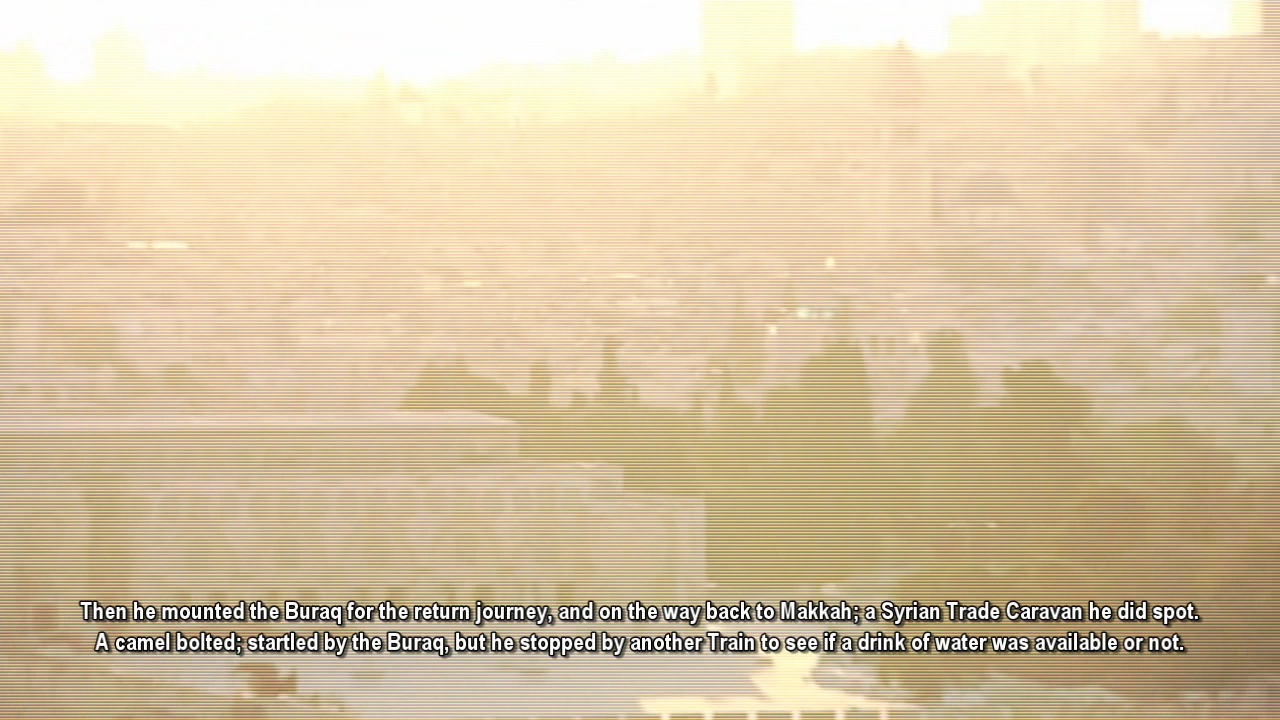 Then he mounted the Buraq for the return journey, and on the way back to Makkah; a Syrian Trade Caravan he did spot.
A camel bolted; startled by the Buraq, but he stopped by another Train to see if a drink of water was available or not.